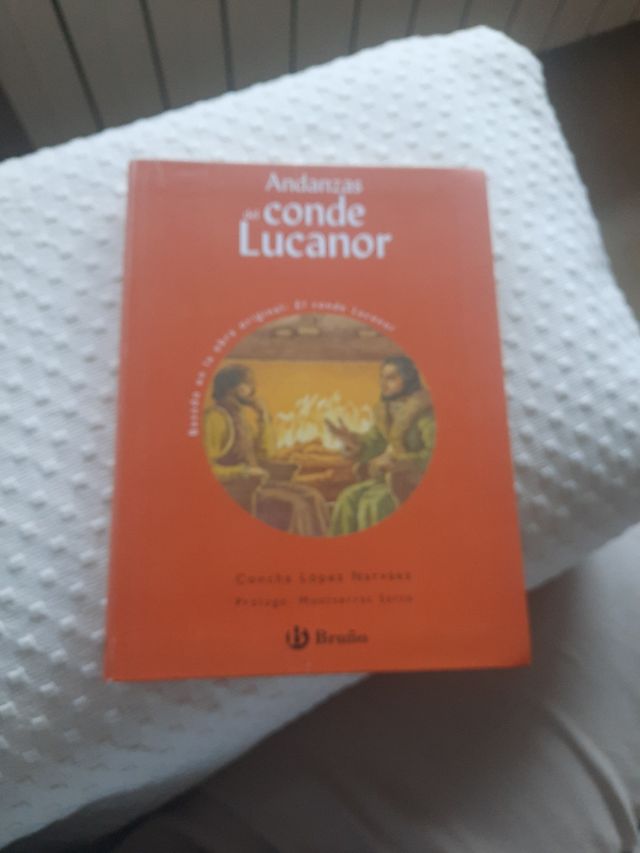 Andanzas
del conde
Lucanor
Basado en la obra original: El conde Lucanor
Concha López Narváez
Prólogo: Montserrat Sarto
Bruño